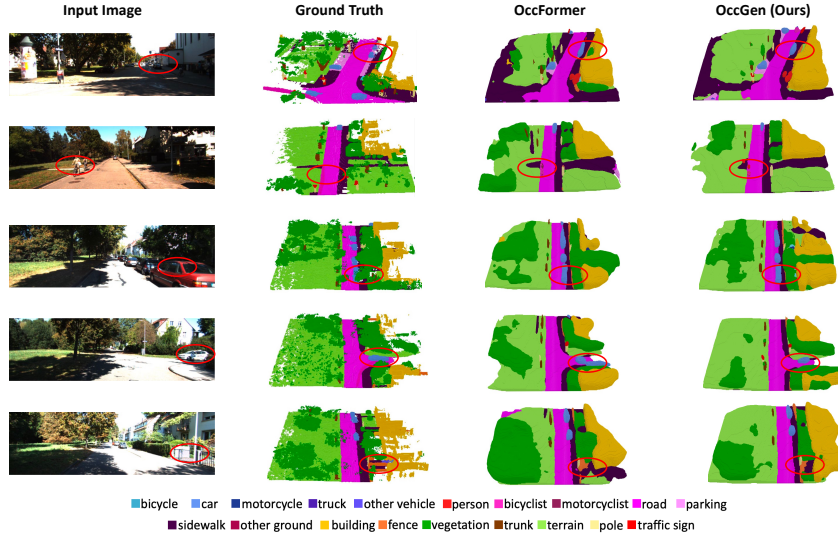 Input Image Ground Truth OccFormer OccGen (Ours)
bicycle car motorcycle truck other vehicle person bicyclist motorcyclist road parking
sidewalk other ground building fence vegetation trunk terrain pole traffic sign